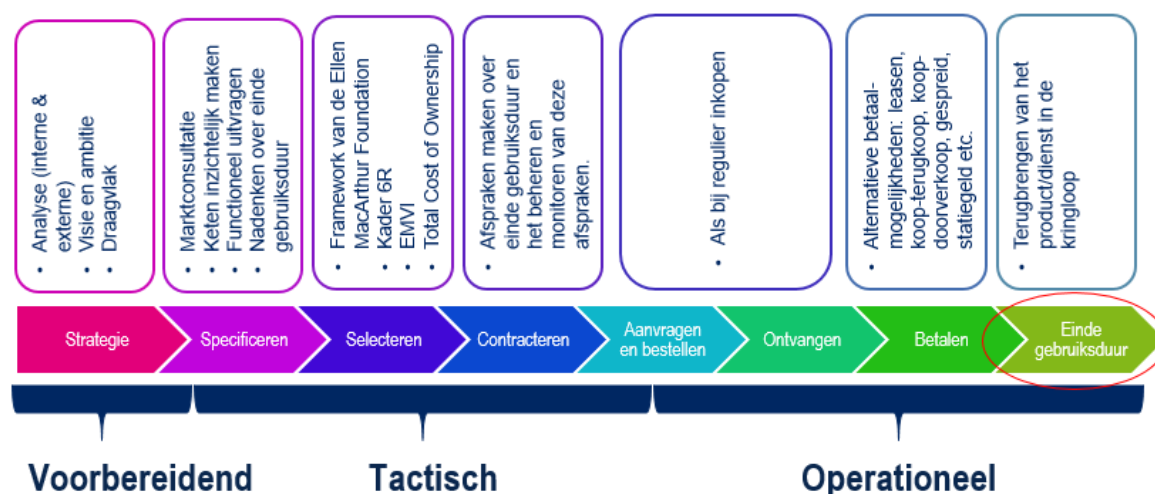 • Analyse (interne &
externe)
• Visie en ambitie
• Draagvlak
• Marktconsultatie
• Keten inzichtelijk maken
• Functioneel uitvragen
• Nadenken over einde
gebruiksduur
• Framework van de Ellen
MacArthur Foundation
• Kader 6R
• EMVI
• Total Cost of Ownership
• Afspraken maken over
einde gebruiksduur en
het beheren en
monitoren van deze
afspraken.
• Als bij regulier inkopen
• Alternatieve betaal-
mogelijkheden: leasen,
koop-terugkoop, koop-
doorverkoop, gespreid,
statiegeld etc.
• Terugbrengen van het
product/dienst in de
kringloop
Strategie
Specificeren
Selecteren
Contracteren
Aanvragen
en bestellen
Ontvangen
Betalen
Einde
gebruiksduur
Voorbereidend
Tactisch
Operationeel